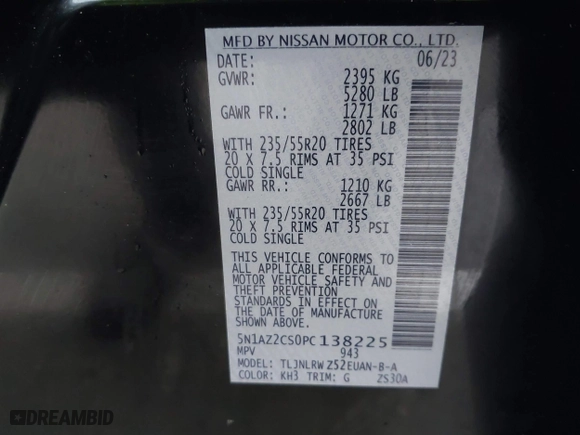 MFD BY NISSAN MOTOR CO., LTD.
DATE: 06/23
GVWR: 2395 KG
5280 LB
GAWR FR.: 1271 KG
2802 LB
WITH 235/55R20 TIRES
20 X 7.5 RIMS AT 35 PSI
COLD SINGLE
GAWR RR.: 1210 KG
2667 LB
WITH 235/55R20 TIRES
20 X 7.5 RIMS AT 35 PSI
COLD SINGLE
THIS VEHICLE CONFORMS TO
ALL APPLICABLE FEDERAL
MOTOR VEHICLE SAFETY AND
THEFT PREVENTION
STANDARDS IN EFFECT ON
THE DATE OF MANUFACTURE
SHOWN ABOVE.
5N1AZ2CS0PC138225
MPV 943
MODEL: TLJNLRW ZS2EUAN-B-A
COLOR: KH3 TRIM: G ZS30A
DREAMBID